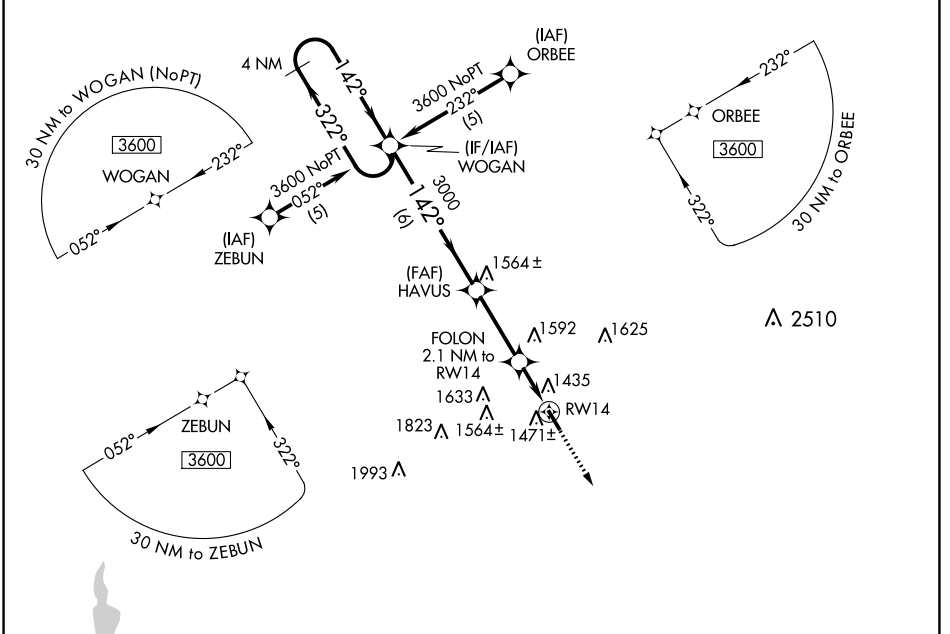 30 NM to WOGAN (NoPT)
3600
WOGAN
232°
052°
4 NM
142°
322°
(IAF)
ORBEE
3600 NoPT
232°
(5)
(IF/IAF)
WOGAN
3600 NoPT
052°
(5)
(IAF)
ZEBUN
3000
142°
(6)
232°
ORBEE
3600
322°
30 NM to ORBEE
(FAF)
HAVUS
1564±
FOLON
2.1 NM to
RW14
1592
1625
2510
1435
RW14
1633
1823
1564±
1471±
1993
052°
ZEBUN
3600
322°
30 NM to ZEBUN